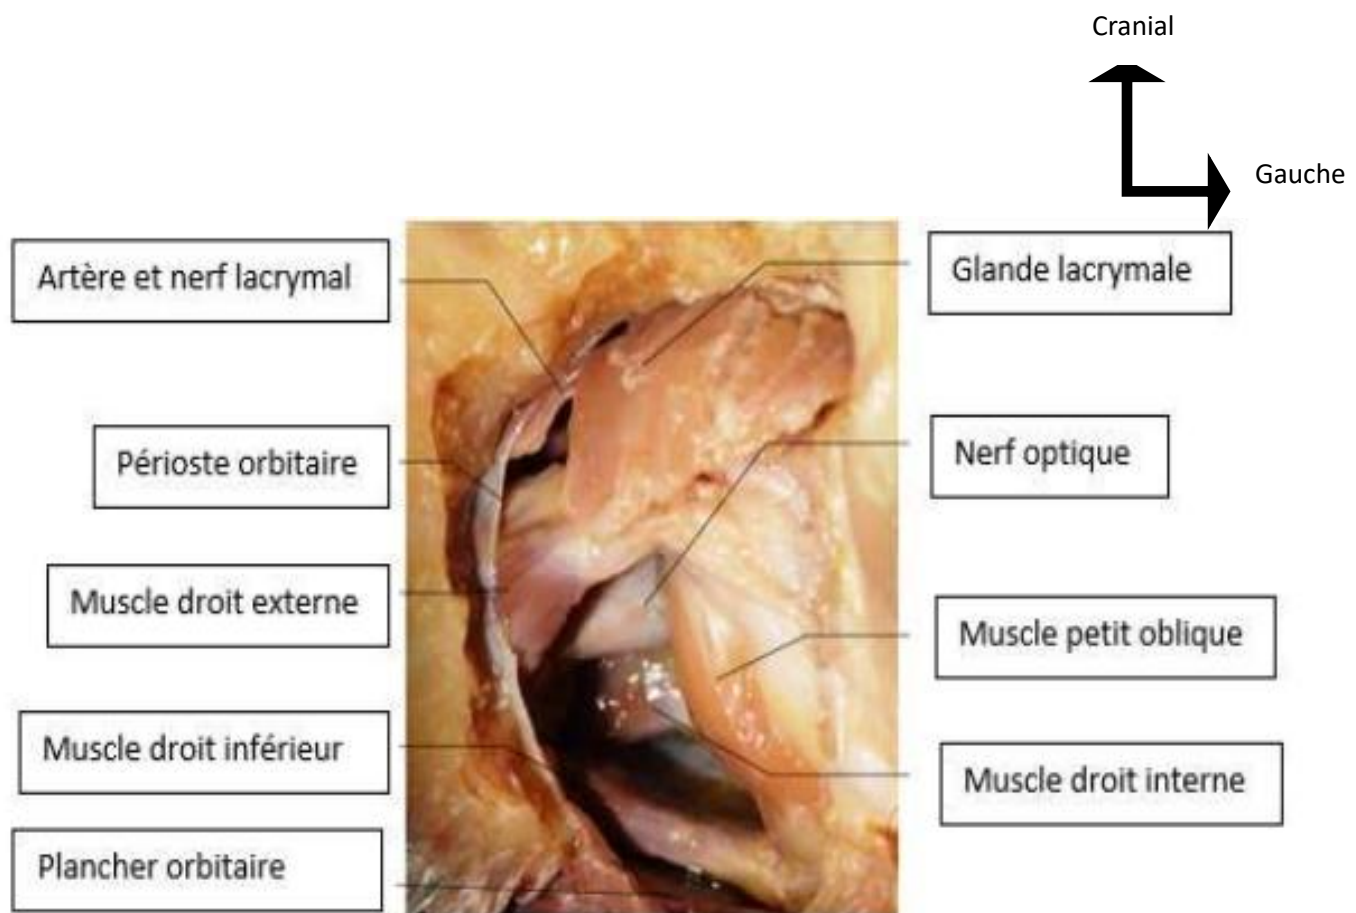 Cranial
Gauche
Artère et nerf lacrymal
Glande lacrymale
Périoste orbitaire
Nerf optique
Muscle droit externe
Muscle petit oblique
Muscle droit inférieur
Muscle droit interne
Plancher orbitaire